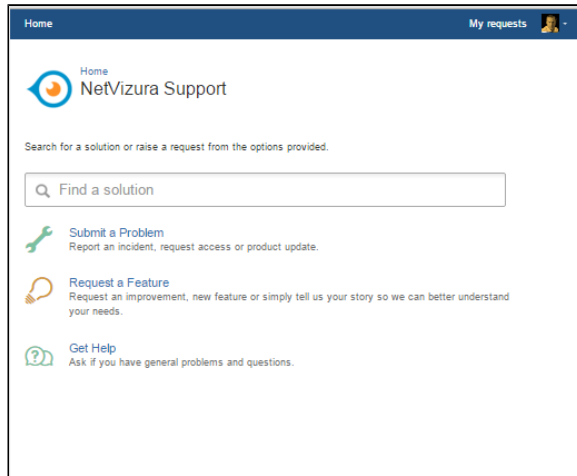 Home My requests
Home
NetVizura Support
Search for a solution or raise a request from the options provided.
Find a solution
Submit a Problem
Report an incident, request access or product update.
Request a Feature
Request an improvement, new feature or simply tell us your story so we can better understand
your needs.
Get Help
Ask if you have general problems and questions.